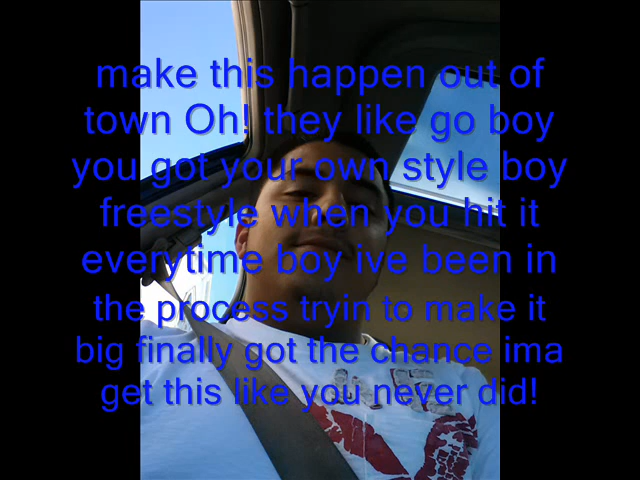 make this happen out of
town Oh! they like go boy
you got your own style boy
freestyle when you hit it
everytime boy ive been in
the process tryin to make it
big finally got the chance ima
get this like you never did!